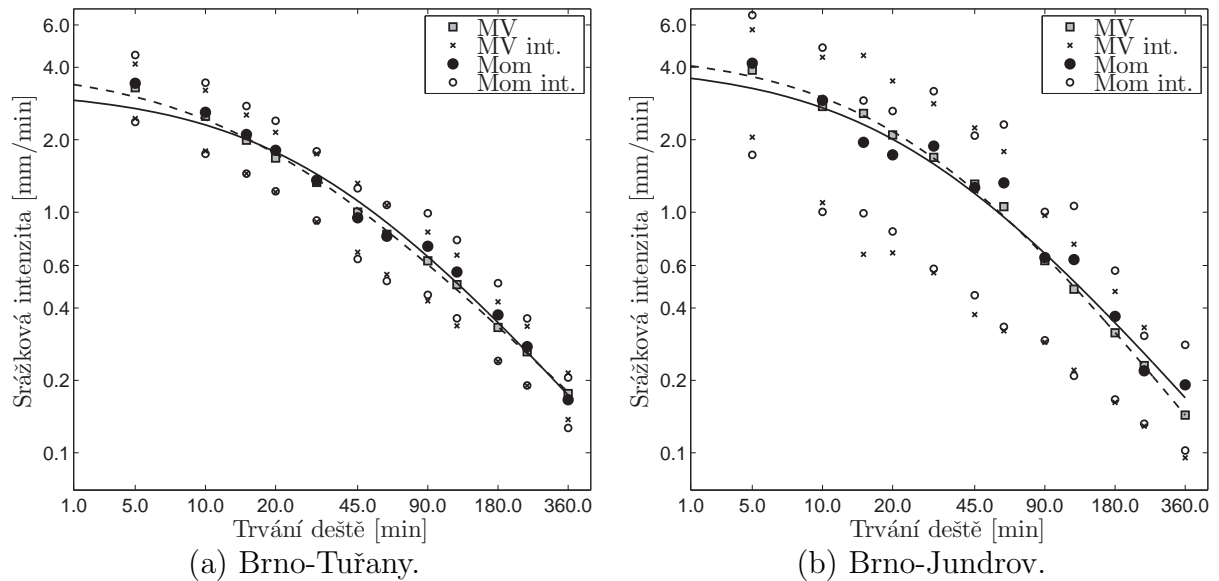 6.0
4.0
2.0
1.0
0.6
0.4
0.2
0.1
Srážková intenzita [mm/min]
MV
MV int.
Mom
Mom int.
1.0 5.0 10.0 20.0 45.0 90.0 180.0 360.0
Trvání deště [min]
(a) Brno-Tuřany.
6.0
4.0
2.0
1.0
0.6
0.4
0.2
0.1
Srážková intenzita [mm/min]
MV
MV int.
Mom
Mom int.
1.0 5.0 10.0 20.0 45.0 90.0 180.0 360.0
Trvání deště [min]
(b) Brno-Jundrov.